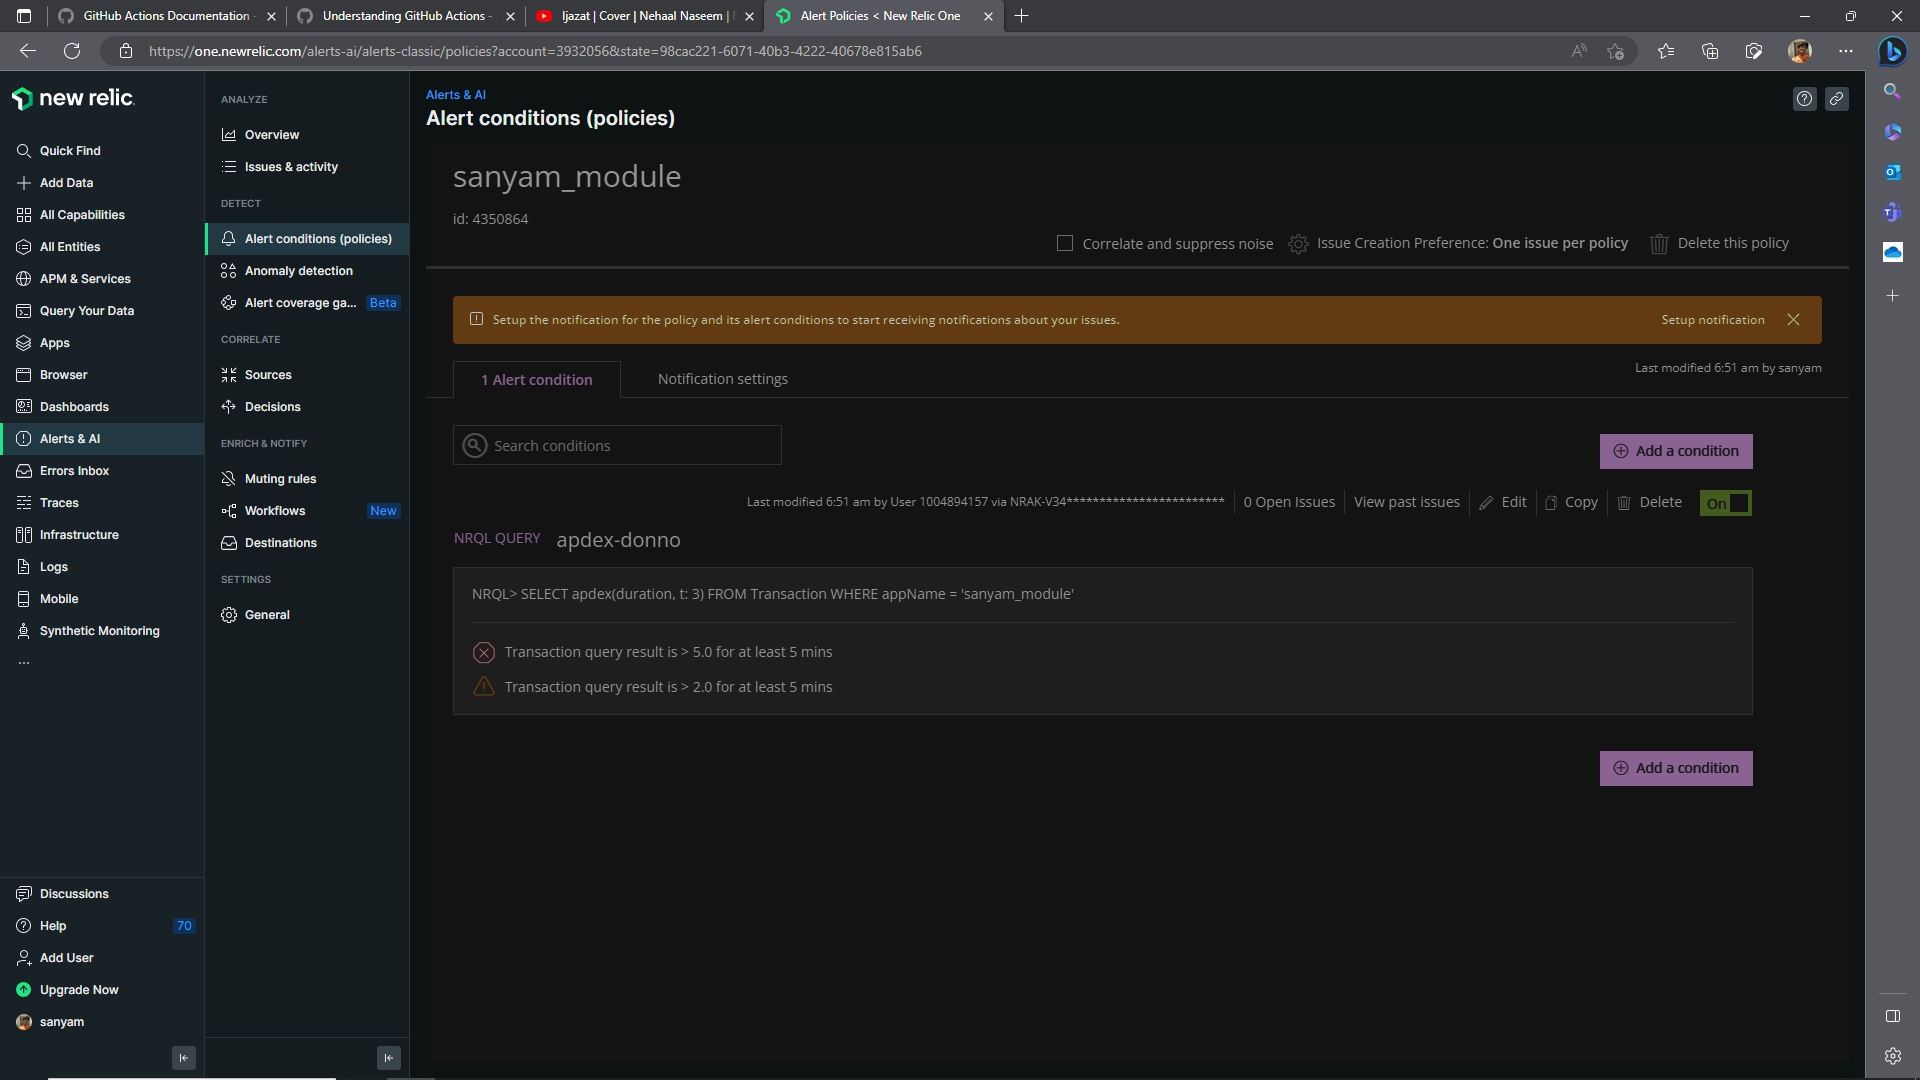 GitHub Actions Documentation -
Understanding GitHub Actions -
Ijazat | Cover | Nehaal Naseem |
Alert Policies < New Relic One
https://one.newrelic.com/alerts-ai/alerts-classic/policies?account=3932056&state=98cac221-6071-40b3-4222-40678e815ab6
new relic.
Quick Find
Add Data
All Capabilities
All Entities
APM & Services
Query Your Data
Apps
Browser
Dashboards
Alerts & AI
Errors Inbox
Traces
Infrastructure
Logs
Mobile
Synthetic Monitoring
...
Discussions
Help 70
Add User
Upgrade Now
sanyam
ANALYZE
Overview
Issues & activity
DETECT
Alert conditions (policies)
Anomaly detection
Alert coverage ga... Beta
CORRELATE
Sources
Decisions
ENRICH & NOTIFY
Muting rules
Workflows New
Destinations
SETTINGS
General
Alerts & AI
Alert conditions (policies)
sanyam_module
id: 4350864
Correlate and suppress noise Issue Creation Preference: One issue per policy Delete this policy
Setup the notification for the policy and its alert conditions to start receiving notifications about your issues. Setup notification
1 Alert condition Notification settings Last modified 6:51 am by sanyam
Search conditions
Add a condition
Last modified 6:51 am by User 1004894157 via NRAK-V34************************ 0 Open Issues View past issues Edit Copy Delete On
NRQL QUERY apdex-donno
NRQL> SELECT apdex(duration, t: 3) FROM Transaction WHERE appName = 'sanyam_module'
Transaction query result is > 5.0 for at least 5 mins
Transaction query result is > 2.0 for at least 5 mins
Add a condition